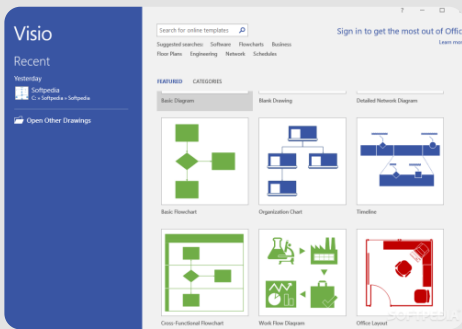 Visio
Recent
Yesterday
Softpedia
C: » Softpedia » Softpedia
Open Other Drawings
Search for online templates
Suggested searches: Software Flowcharts Business
Floor Plans Engineering Network Schedules
Sign in to get the most out of Offic
Learn mo
FEATURED CATEGORIES
Basic Diagram
Blank Drawing
Detailed Network Diagram
Basic Flowchart
Organization Chart
Timeline
Cross-Functional Flowchart
Work Flow Diagram
Office Layout
SOFTPEDIA